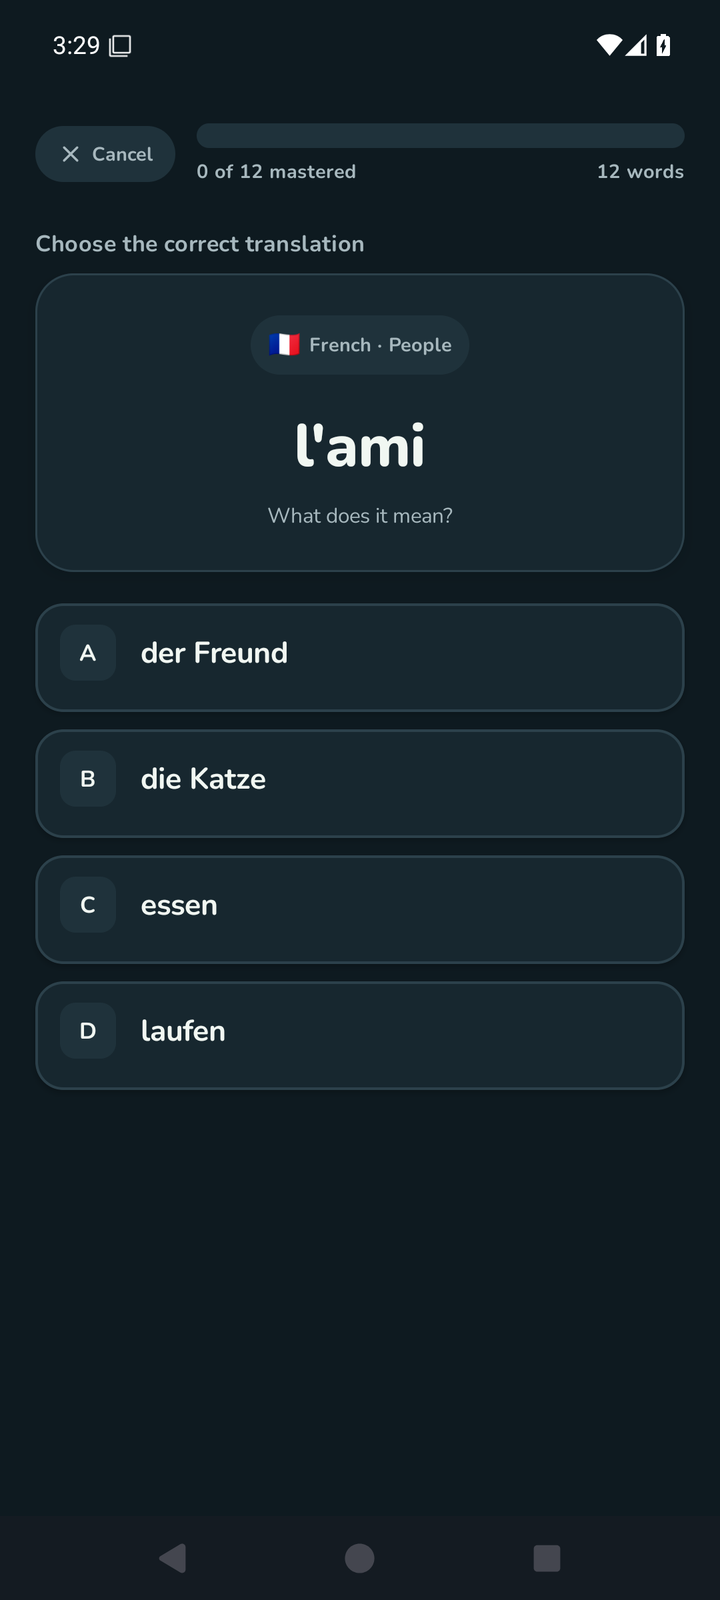 3:29
Cancel
0 of 12 mastered
12 words
Choose the correct translation
French · People
l'ami
What does it mean?
A
der Freund
B
die Katze
C
essen
D
laufen